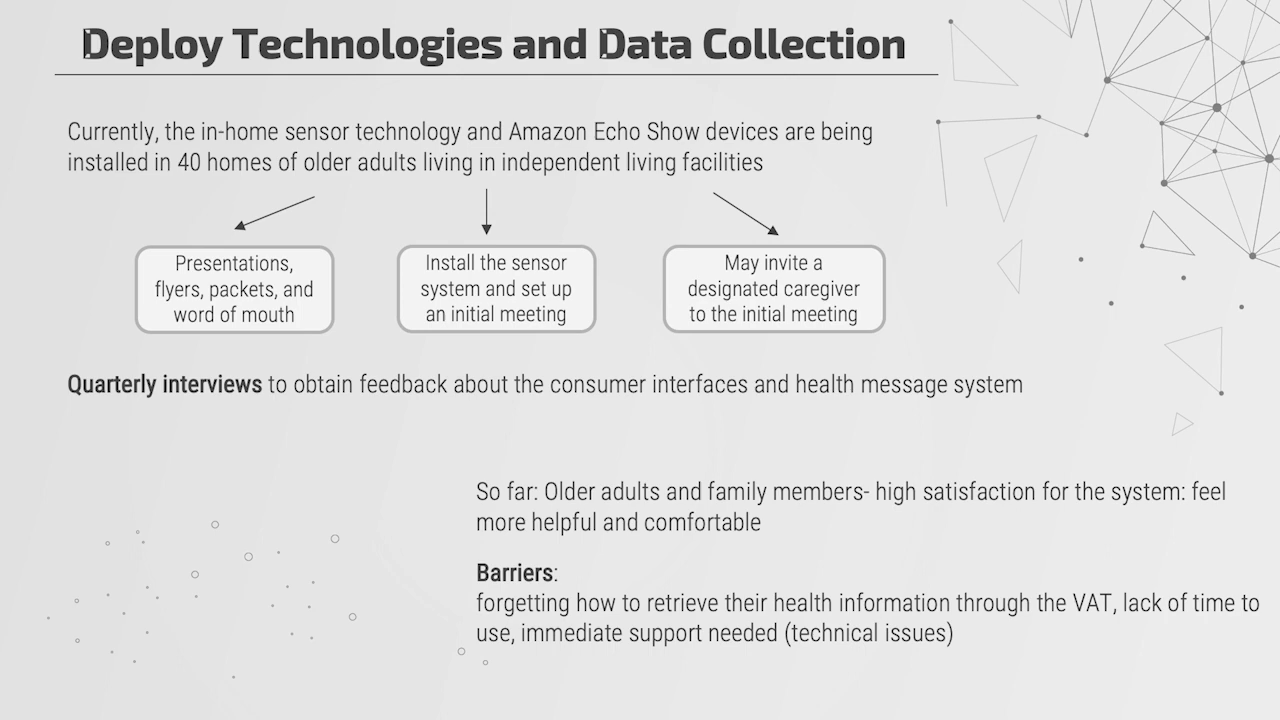 Deploy Technologies and Data Collection
Currently, the in-home sensor technology and Amazon Echo Show devices are being
installed in 40 homes of older adults living in independent living facilities
Presentations,
flyers, packets, and
word of mouth
Install the sensor
system and set up
an initial meeting
May invite a
designated caregiver
to the initial meeting
Quarterly interviews to obtain feedback about the consumer interfaces and health message system
So far: Older adults and family members- high satisfaction for the system: feel
more helpful and comfortable
Barriers:
forgetting how to retrieve their health information through the VAT, lack of time to
use, immediate support needed (technical issues)